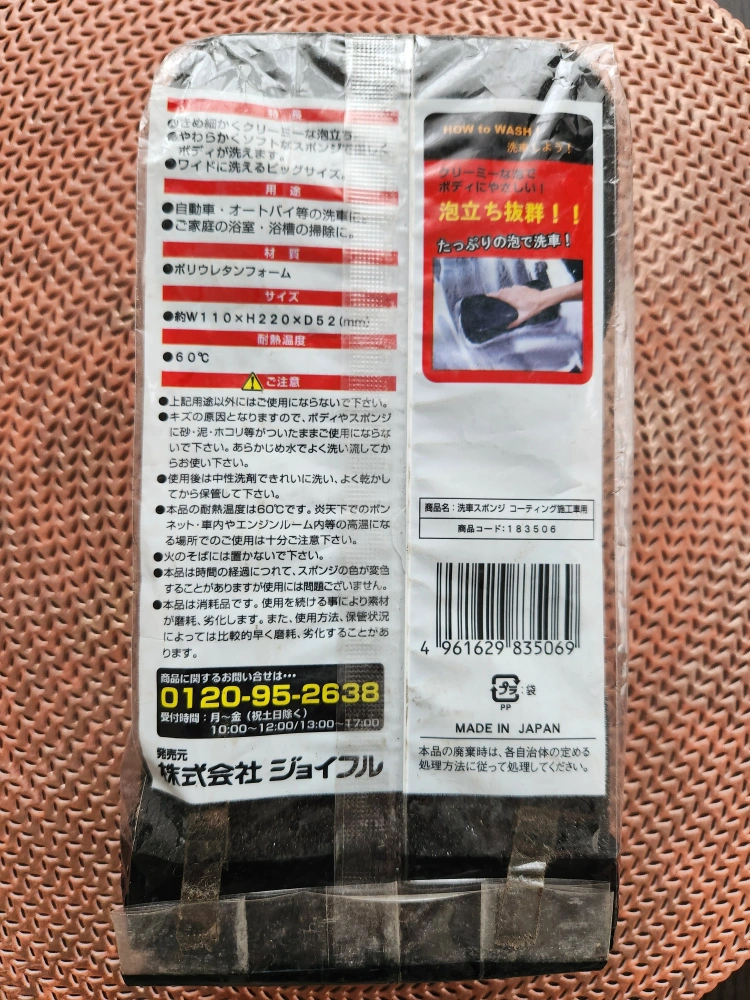 特長
●きめ細かくクリーミーな泡立ち
●やわらかくソフトなスポンジで
ボディが洗えます。
●ワイドに洗えるビッグサイズ。
用途
●自動車・オートバイ等の洗車に
●ご家庭の浴室・浴槽の掃除に。
材質
●ポリウレタンフォーム
サイズ
●約W110×H220×D52(mm)
耐熱温度
●60℃
ご注意
●上記用途以外にはご使用にならないで下さい。
●キズの原因となりますので、ボディやスポンジ
に砂・泥・ホコリ等がついたままご使用にならな
いで下さい。あらかじめ水でよく洗い流してか
らお使い下さい。
●使用後は中性洗剤できれいに洗い、よく乾かし
てから保管して下さい。
●本品の耐熱温度は60℃です。炎天下でのボン
ネット・車内やエンジンルーム内等の高温にな
る場所でのご使用は十分ご注意下さい。
●火のそばには置かないで下さい。
●本品は時間の経過につれて、スポンジの色が変色
することがありますが使用には問題ございません。
●本品は消耗品です。使用を続ける事により素材
が磨耗、劣化します。また、使用方法、保管状況
によっては比較的早く磨耗、劣化することがあ
ります。
商品に関するお問い合せは…
0120-95-2638
受付時間：月～金（祝土日除く）
10:00～12:00/13:00～17:00
発売元
株式会社 ジョイフル
HOW to WASH!
洗車しよう！
クリーミーな泡で
ボディにやさしい！
泡立ち抜群！！
たっぷりの泡で洗車！
商品名：洗車スポンジ コーティング施工車用
商品コード：183506
4 961629 835069
プラ :袋
PP
MADE IN JAPAN
本品の廃棄時は、各自治体の定める
処理方法に従って処理してください。